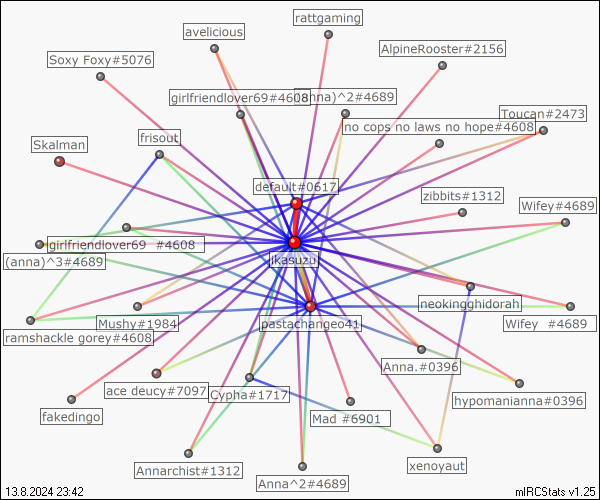 rattgaming
avelicious
AlpineRooster#2156
Soxy Foxy#5076
girlfriendlover69#4608
(anna)^2#4689
Toucan#2473
no cops no laws no hope#4608
frisout
Skalman
default#0617
zibbits#1312
Wifey#4689
girlfriendlover69 #4608
(anna)^3#4689
likasuzu
neokingghidorah
Mushy#1984
pastachangeo41
Wifey #4689
ramshackle gorey#4608
Anna.#0396
ace deucy#7097
Cypha#1717
hypomanianna#0396
fakedingo
Mad #6901
xenoyaut
Annarchist#1312
Anna^2#4689
13.8.2024 23:42
mIRCStats v1.25